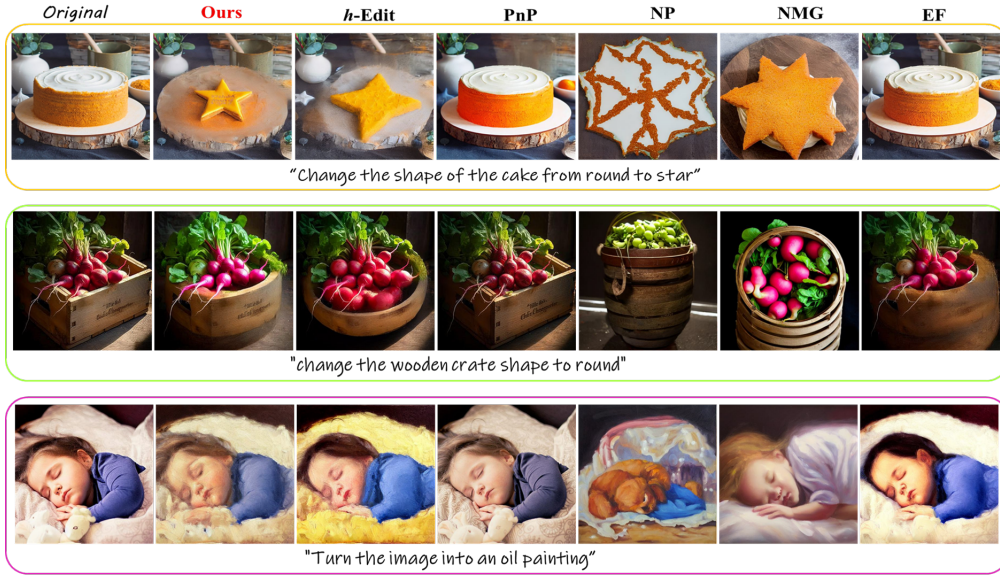 Original Ours h-Edit PnP NP NMG EF
“Change the shape of the cake from round to star”
"change the wooden crate shape to round"
"Turn the image into an oil painting”